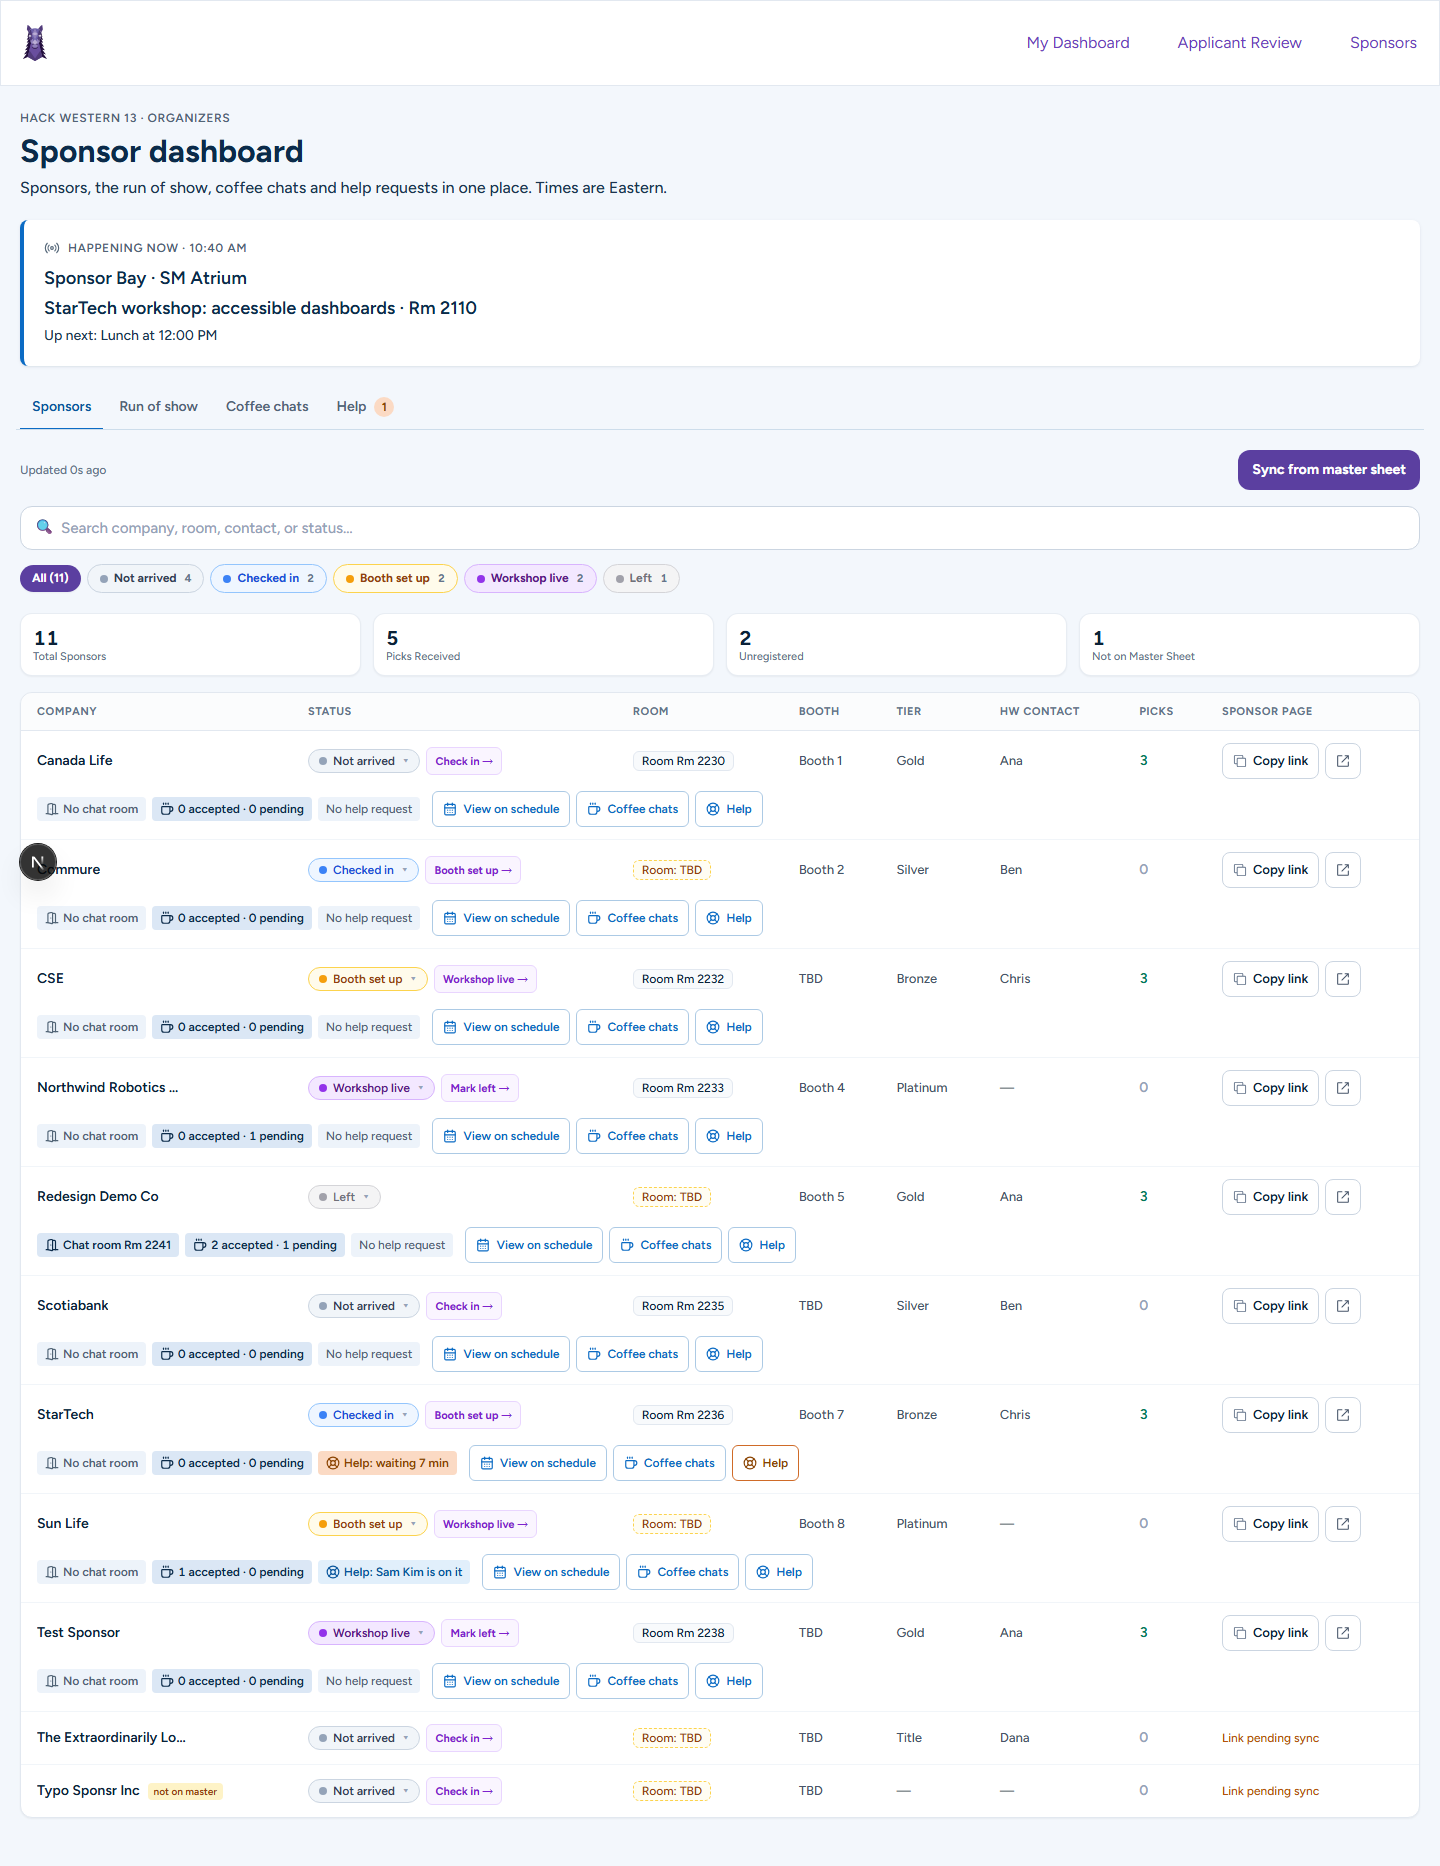 My Dashboard Applicant Review Sponsors
HACK WESTERN 13 · ORGANIZERS
Sponsor dashboard
Sponsors, the run of show, coffee chats and help requests in one place. Times are Eastern.
HAPPENING NOW · 10:40 AM
Sponsor Bay · SM Atrium
StarTech workshop: accessible dashboards · Rm 2110
Up next: Lunch at 12:00 PM
Sponsors Run of show Coffee chats Help 1
Updated 0s ago Sync from master sheet
Search company, room, contact, or status...
All (11) Not arrived 4 Checked in 2 Booth set up 2 Workshop live 2 Left 1
11 5 2 1
Total Sponsors Picks Received Unregistered Not on Master Sheet
COMPANY STATUS ROOM BOOTH TIER HW CONTACT PICKS SPONSOR PAGE
Canada Life Not arrived Check in → Room Rm 2230 Booth 1 Gold Ana 3 Copy link
No chat room 0 accepted · 0 pending No help request View on schedule Coffee chats Help
N ommure Checked in Booth set up → Room: TBD Booth 2 Silver Ben 0 Copy link
No chat room 0 accepted · 0 pending No help request View on schedule Coffee chats Help
CSE Booth set up Workshop live → Room Rm 2232 TBD Bronze Chris 3 Copy link
No chat room 0 accepted · 0 pending No help request View on schedule Coffee chats Help
Northwind Robotics ... Workshop live Mark left → Room Rm 2233 Booth 4 Platinum — 0 Copy link
No chat room 0 accepted · 1 pending No help request View on schedule Coffee chats Help
Redesign Demo Co Left Room: TBD Booth 5 Gold Ana 3 Copy link
Chat room Rm 2241 2 accepted · 1 pending No help request View on schedule Coffee chats Help
Scotiabank Not arrived Check in → Room Rm 2235 TBD Silver Ben 0 Copy link
No chat room 0 accepted · 0 pending No help request View on schedule Coffee chats Help
StarTech Checked in Booth set up → Room Rm 2236 Booth 7 Bronze Chris 3 Copy link
No chat room 0 accepted · 0 pending Help: waiting 7 min View on schedule Coffee chats Help
Sun Life Booth set up Workshop live → Room: TBD Booth 8 Platinum — 0 Copy link
No chat room 1 accepted · 0 pending Help: Sam Kim is on it View on schedule Coffee chats Help
Test Sponsor Workshop live Mark left → Room Rm 2238 TBD Gold Ana 3 Copy link
No chat room 0 accepted · 0 pending No help request View on schedule Coffee chats Help
The Extraordinarily Lo... Not arrived Check in → Room: TBD TBD Title Dana 0 Link pending sync
Typo Sponsr Inc not on master Not arrived Check in → Room: TBD TBD — — 0 Link pending sync